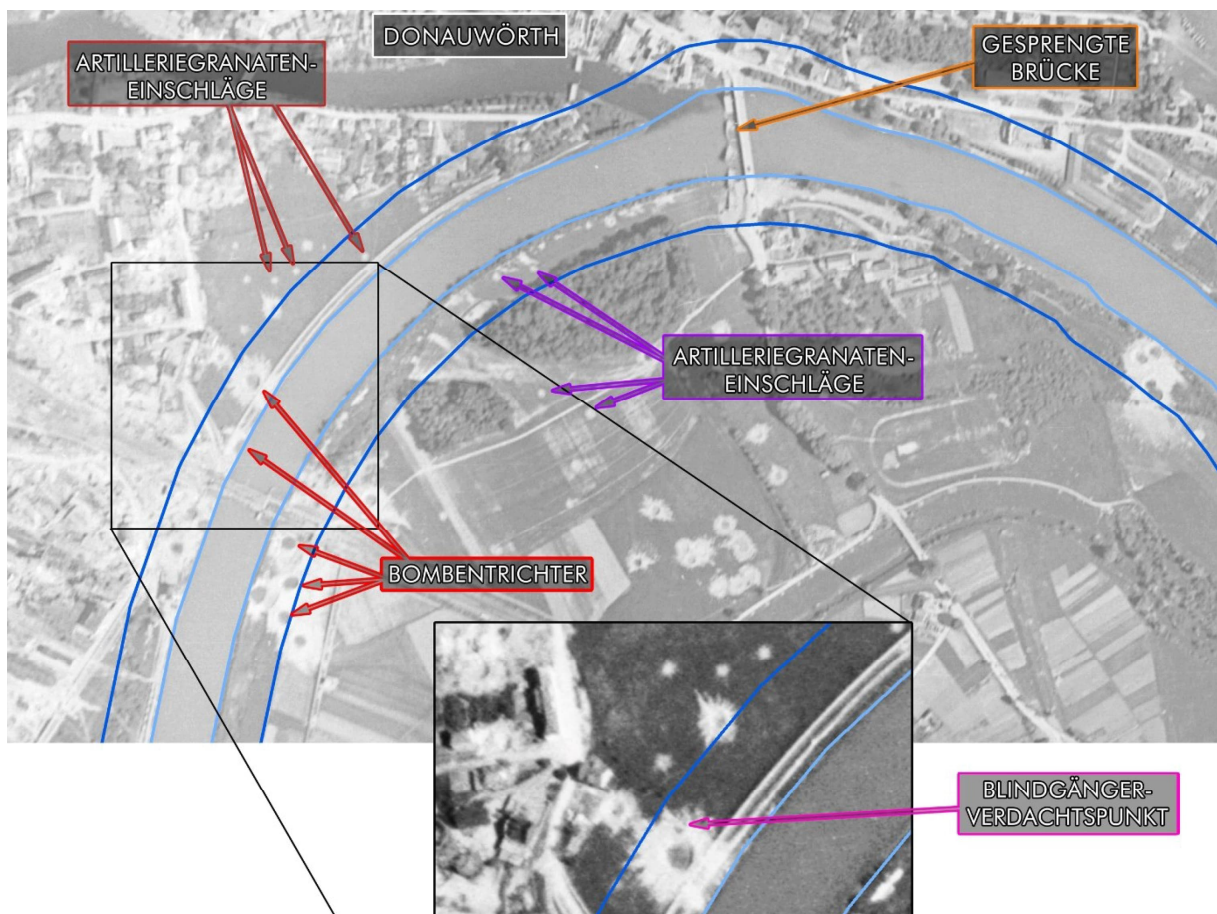 DONAUWÖRTH
ARTILLERIEGRANATEN-
EINSCHLÄGE
GESPRENGTE
BRÜCKE
ARTILLERIEGRANATEN-
EINSCHLÄGE
BOMBENTRICHTER
BLINDGÄNGER-
VERDACHTSPUNKT